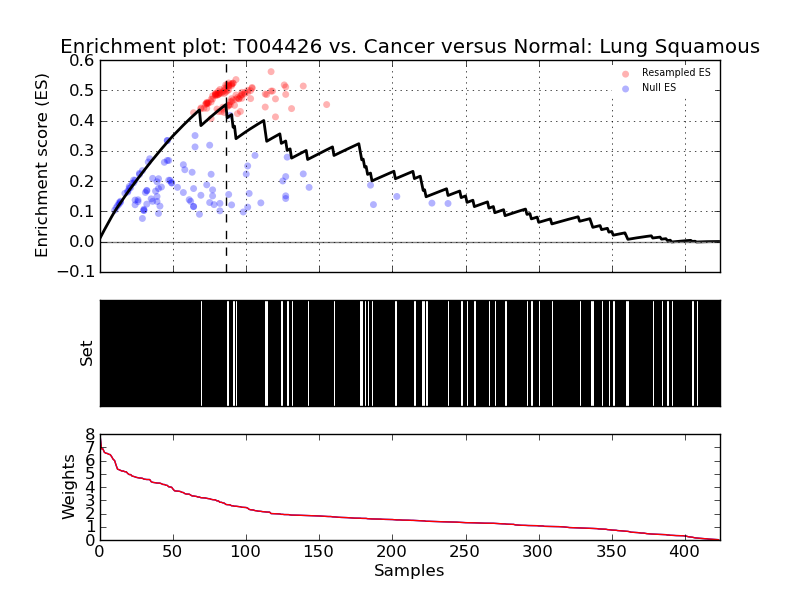 Enrichment plot: T004426 vs. Cancer versus Normal: Lung Squamous
0.6
0.5
0.4
0.3
0.2
0.1
0.0
−0.1
Enrichment score (ES)
Resampled ES
Null ES
Set
8
7
6
5
4
3
2
1
0
Weights
0 50 100 150 200 250 300 350 400
Samples